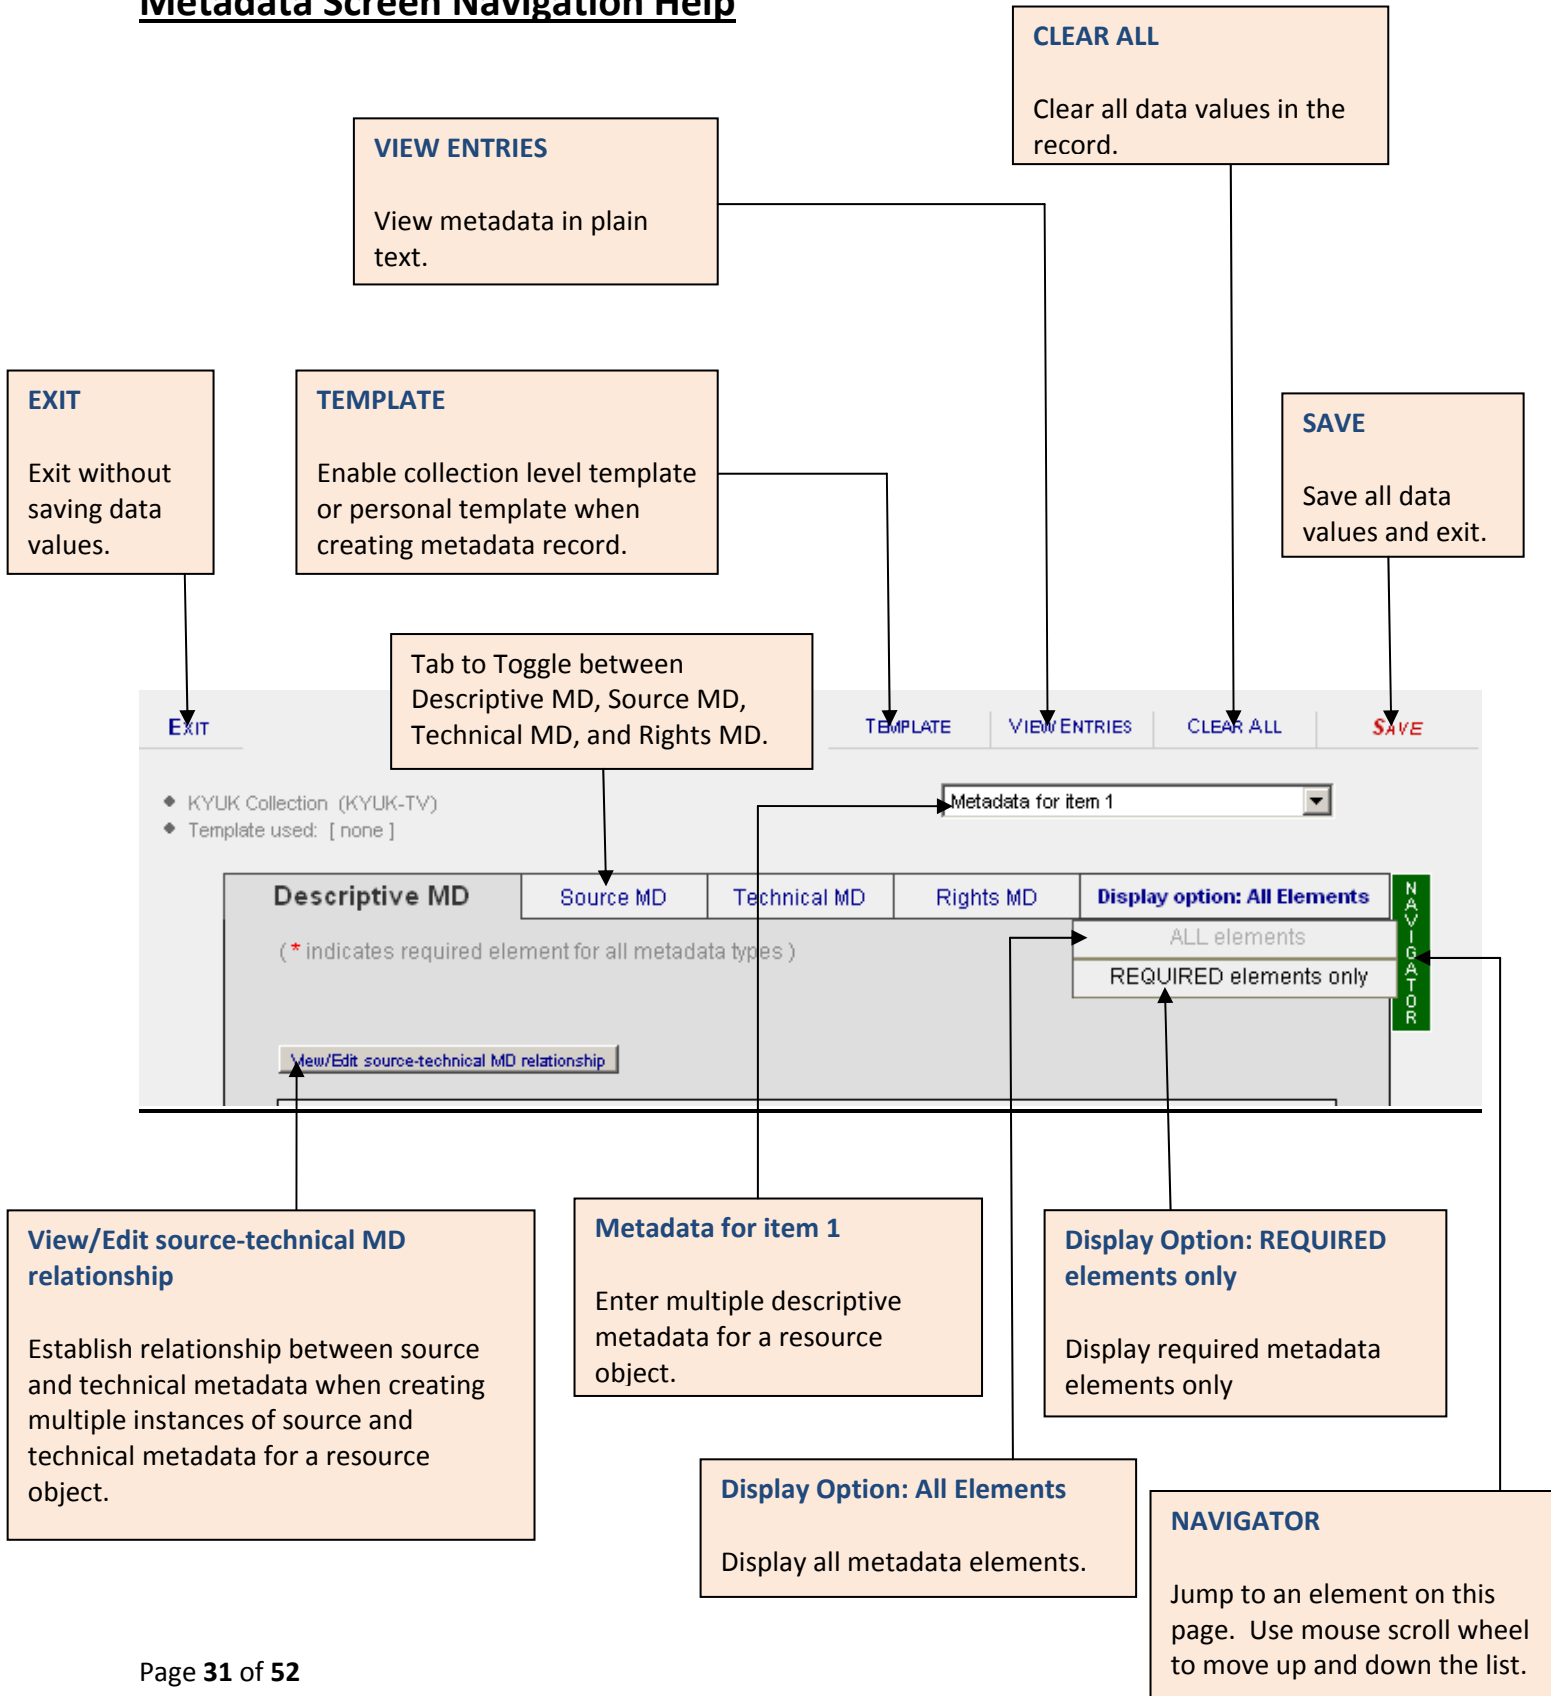 Metadata Screen Navigation Help
CLEAR ALL
Clear all data values in the
record.
VIEW ENTRIES
View metadata in plain
text.
EXIT
Exit without
saving data
values.
TEMPLATE
Enable collection level template
or personal template when
creating metadata record.
SAVE
Save all data
values and exit.
Tab to Toggle between
Descriptive MD, Source MD,
Technical MD, and Rights MD.
EXIT
TEMPLATE
VIEW ENTRIES
CLEAR ALL
SAVE
KYUK Collection (KYUK-TV)
Template used: [ none ]
Metadata for item 1
Descriptive MD
Source MD
Technical MD
Rights MD
Display option: All Elements
NAVIGATOR
(* indicates required element for all metadata types )
ALL elements
REQUIRED elements only
View/Edit source-technical MD relationship
View/Edit source-technical MD
relationship
Establish relationship between source
and technical metadata when creating
multiple instances of source and
technical metadata for a resource
object.
Metadata for item 1
Enter multiple descriptive
metadata for a resource
object.
Display Option: REQUIRED
elements only
Display required metadata
elements only
Display Option: All Elements
Display all metadata elements.
NAVIGATOR
Jump to an element on this
page. Use mouse scroll wheel
to move up and down the list.
Page 31 of 52